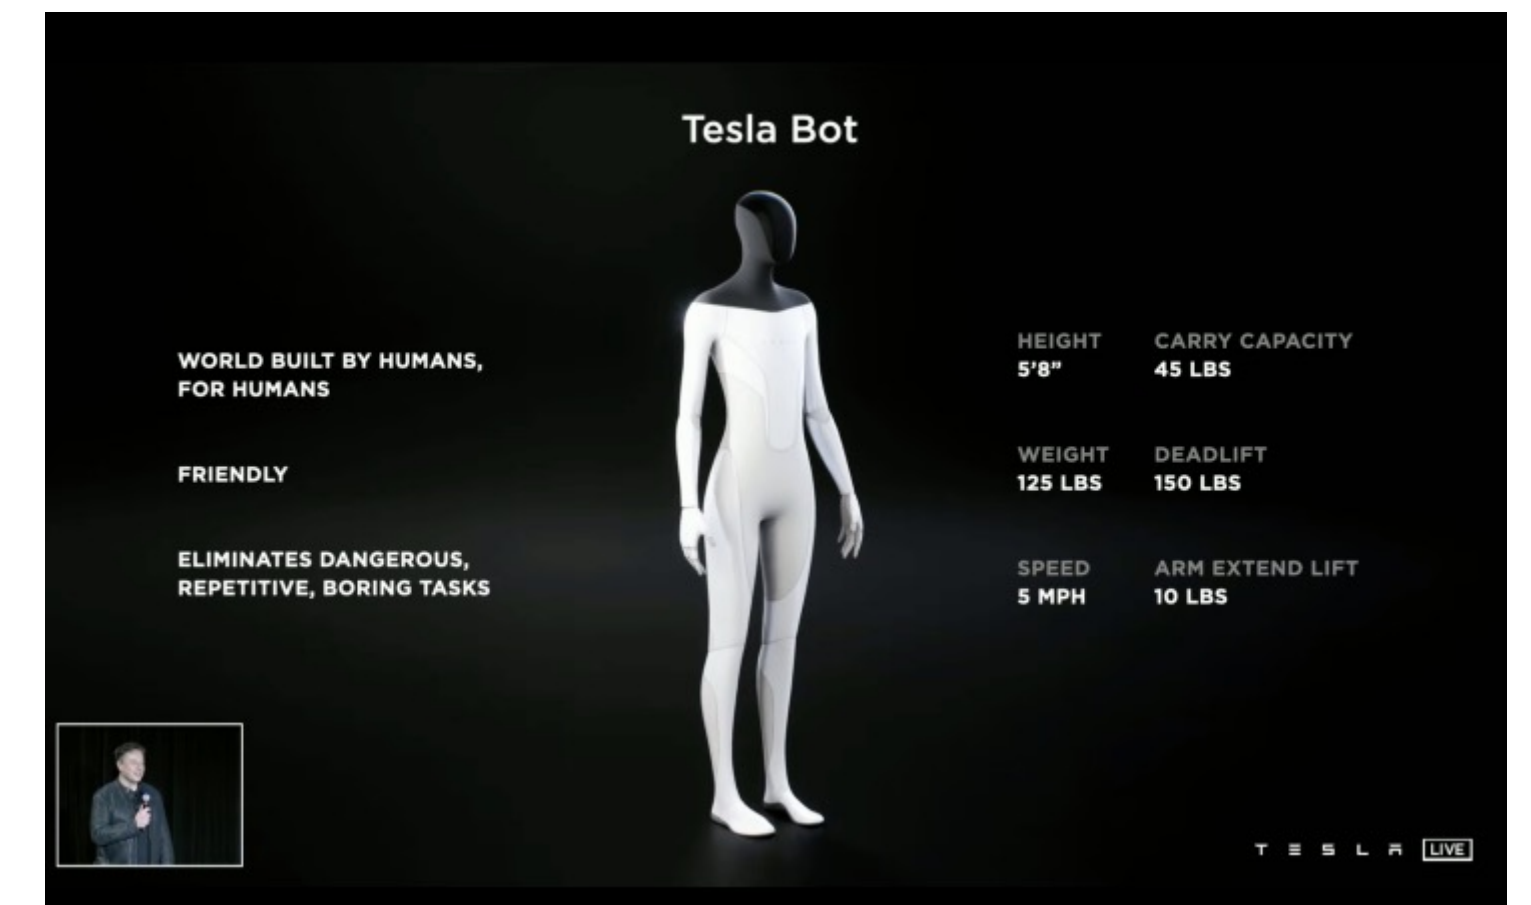 Tesla Bot
WORLD BUILT BY HUMANS,
FOR HUMANS
FRIENDLY
ELIMINATES DANGEROUS,
REPETITIVE, BORING TASKS
HEIGHT
5'8"
CARRY CAPACITY
45 LBS
WEIGHT
125 LBS
DEADLIFT
150 LBS
SPEED
5 MPH
ARM EXTEND LIFT
10 LBS
TESLA LIVE